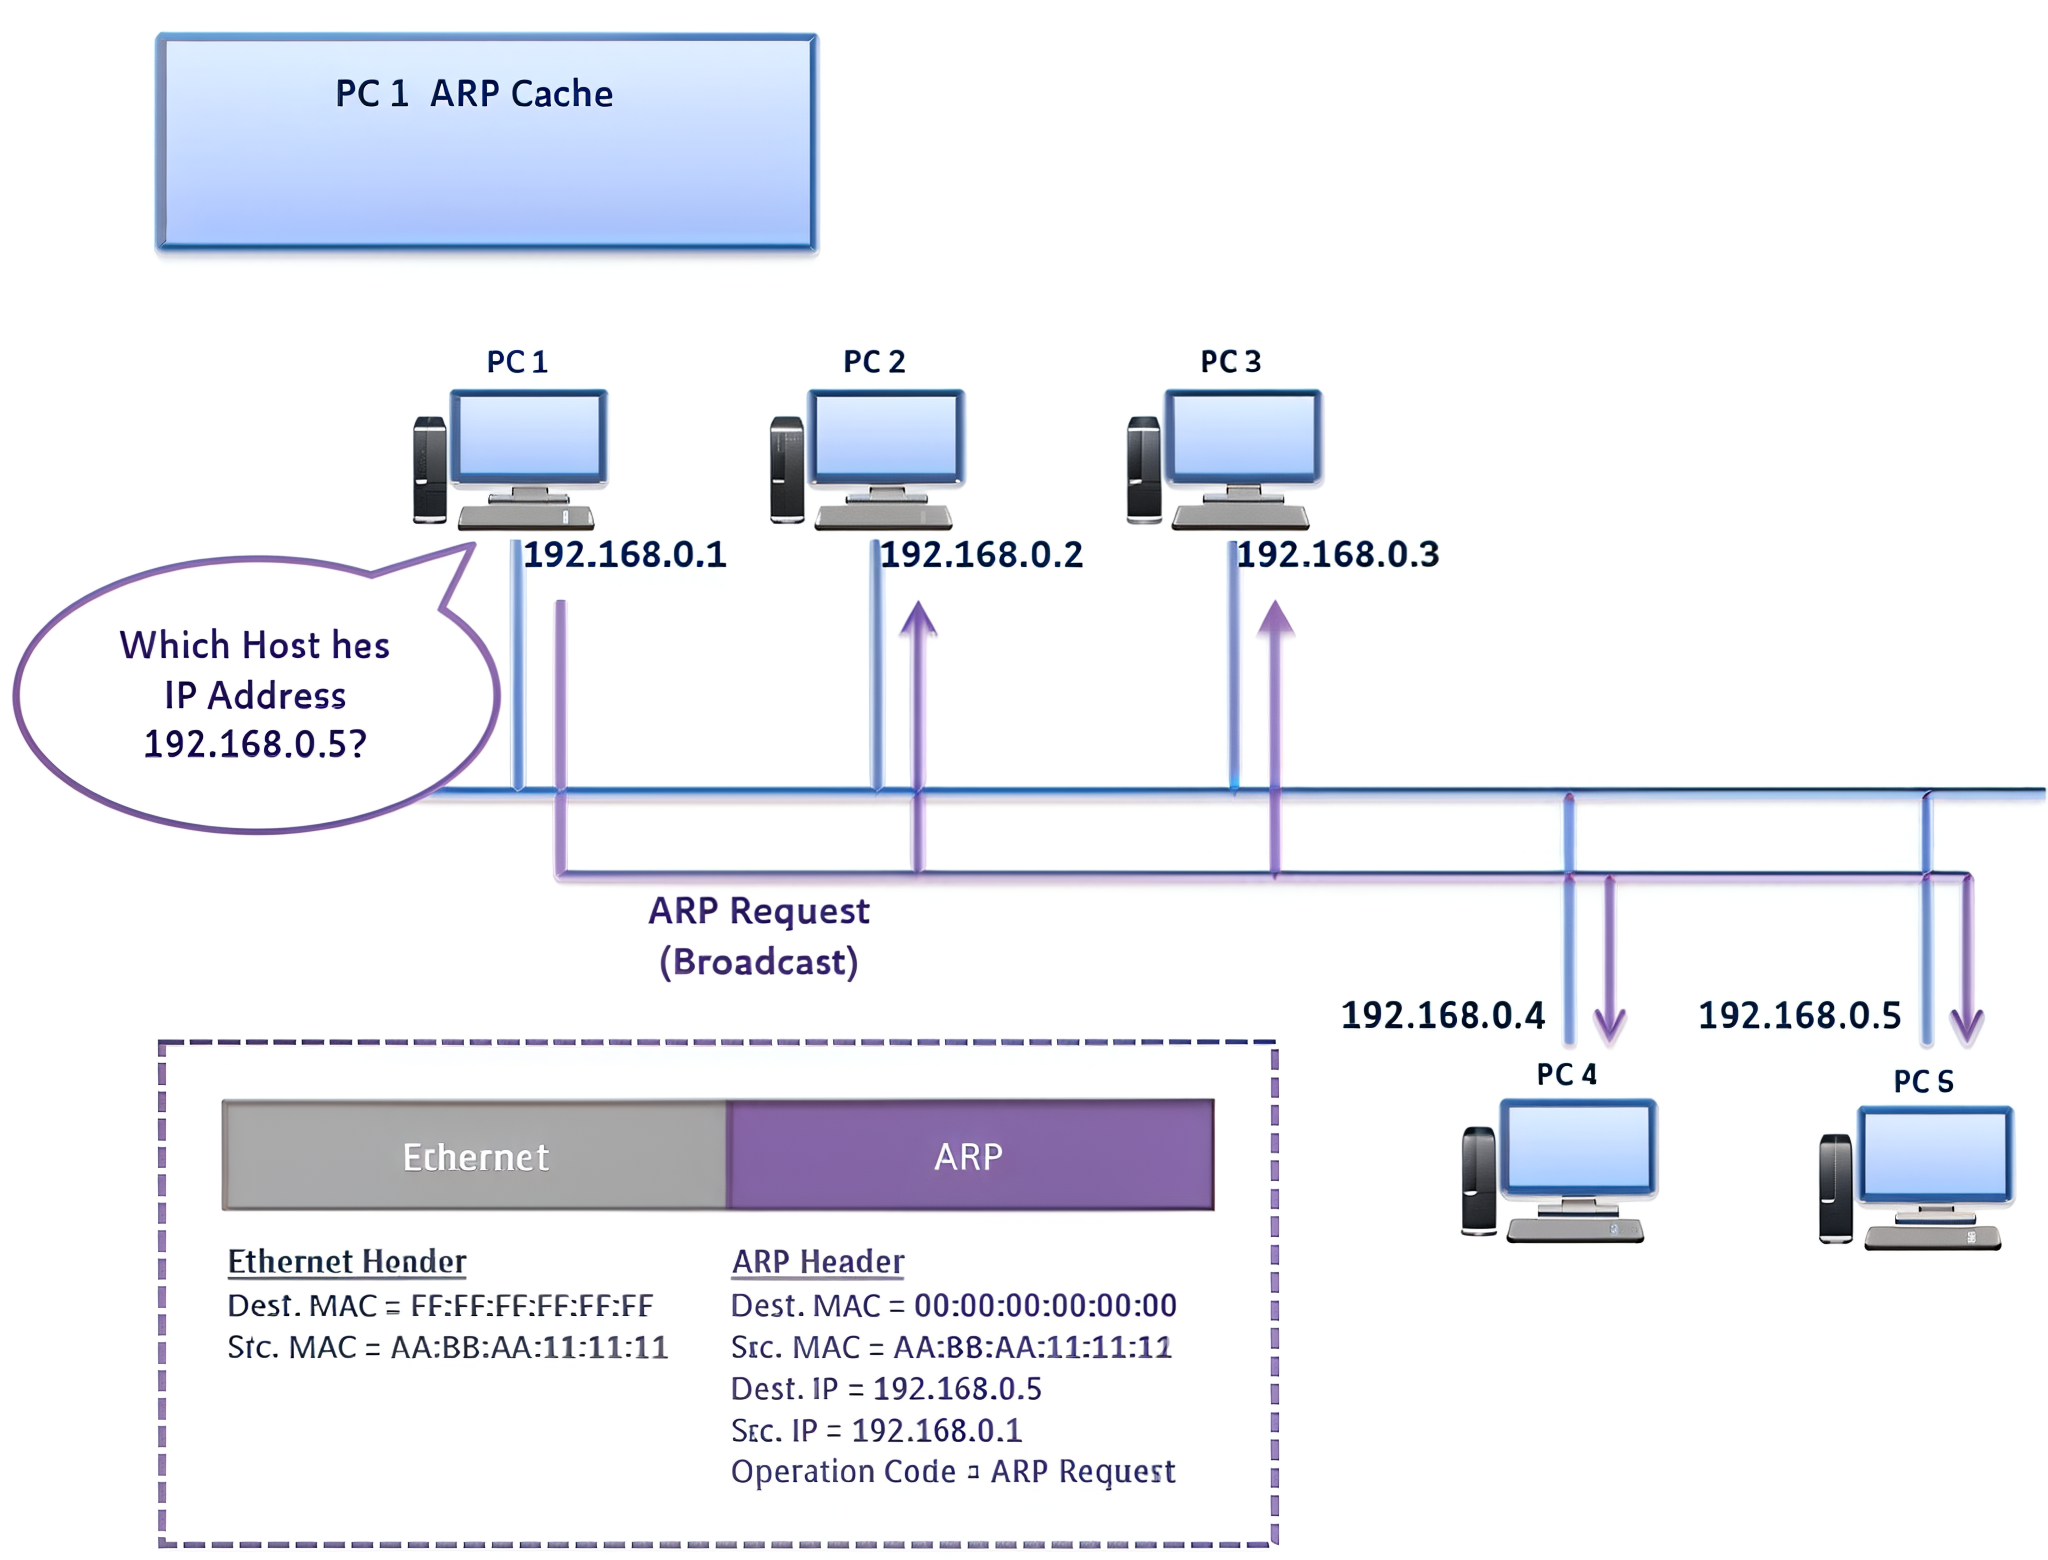 PC 1 ARP Cache
PC 1
PC 2
PC 3
192.168.0.1
192.168.0.2
192.168.0.3
Which Host hes
IP Address
192.168.0.5?
ARP Request
(Broadcast)
192.168.0.4
192.168.0.5
PC 4
PC S
Echernet
ARP
Ethernet Honder
Dest. MAC = FF:FF:FF:FF:FF:FF
Stc. MAC = AA:BB:AA:11:11:11
ARP Header
Dest. MAC = 00:00:00:00:00:00
Src. MAC = AA:BB:AA:11:11:11
Dest. IP = 192.168.0.5
Src. IP = 192.168.0.1
Operation Code = ARP Request